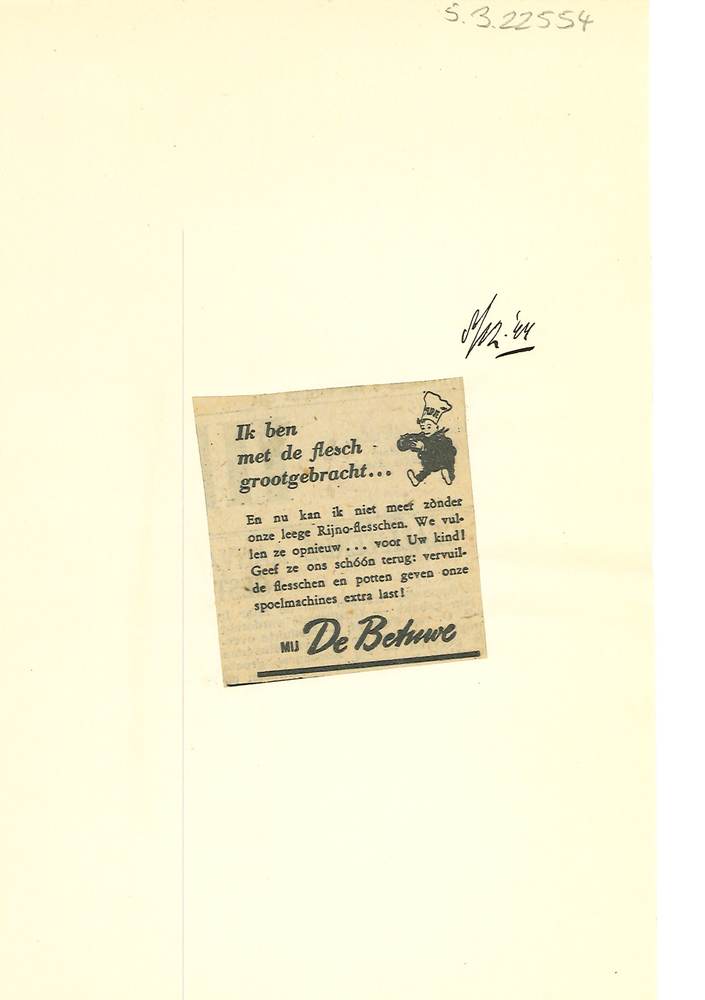 S.3.22554
Ik ben
met de flesch
grootgebracht...
En nu kan ik niet meer zònder
onze leege Rijno-flesschen. We vul-
len ze opnieuw ... voor Uw kind!
Geef ze ons schóón terug: vervuil-
de flesschen en potten geven onze
spoelmachines extra last!
MIJ De Betuwe